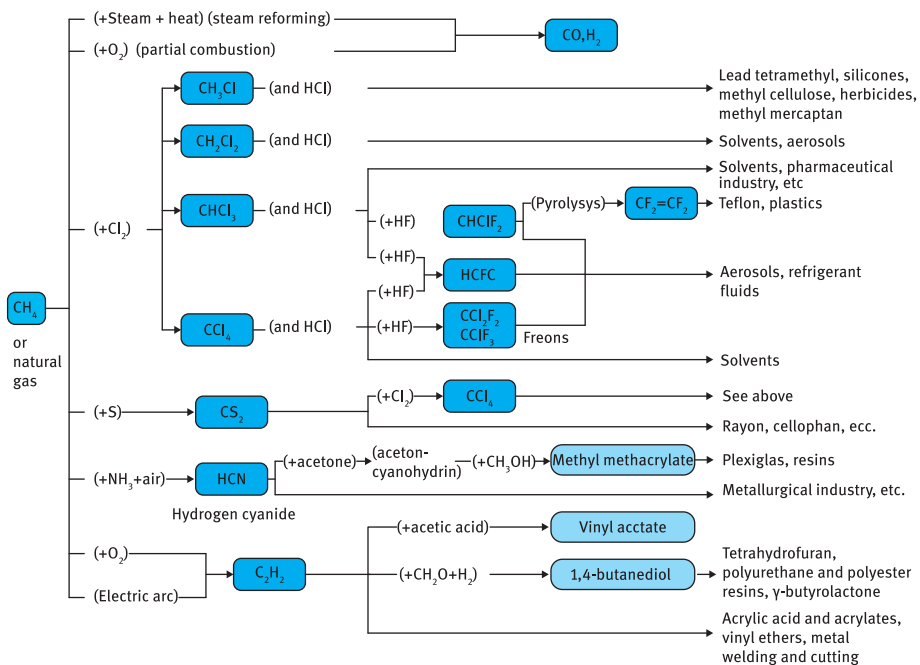 (+Steam + heat) (steam reforming)
(+O₂) (partial combustion)
CO,H₂
CH₃Cl
(and HCl)
Lead tetramethyl, silicones,
methyl cellulose, herbicides,
methyl mercaptan
CH₂Cl₂
(and HCl)
Solvents, aerosols
(+Cl₂)
CHCl₃
(and HCl)
Solvents, pharmaceutical
industry, etc
(+HF)
CHClF₂
(Pyrolysys)
CF₂=CF₂
Teflon, plastics
(+HF)
HCFC
Aerosols, refrigerant
fluids
(+HF)
CH₄
or
natural
gas
CCl₄
(and HCl)
(+HF)
CCl₂F₂
CClF₃
Freons
Solvents
(+S)
CS₂
(+Cl₂)
CCl₄
See above
Rayon, cellophan, ecc.
(+NH₃+air)
HCN
Hydrogen cyanide
(+acetone)
(aceton-
cyanohydrin)
(+CH₃OH)
Methyl methacrylate
Plexiglas, resins
Metallurgical industry, etc.
(+O₂)
(Electric arc)
C₂H₂
(+acetic acid)
Vinyl acctate
(+CH₂O+H₂)
1,4-butanediol
Tetrahydrofuran,
polyurethane and polyester
resins, γ-butyrolactone
Acrylic acid and acrylates,
vinyl ethers, metal
welding and cutting